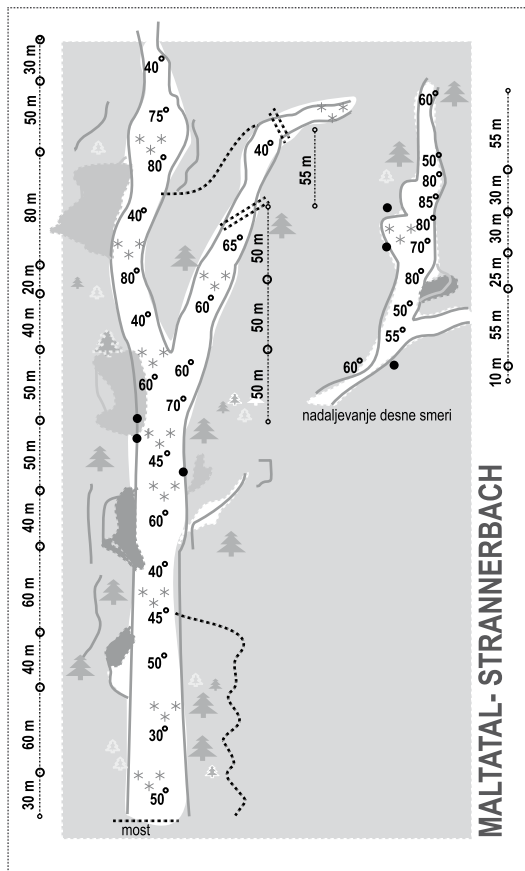 30 m
50 m
80 m
20 m
40 m
50 m
50 m
40 m
60 m
40 m
60 m
30 m
40°
75°
80°
40°
80°
40°
60°
45°
60°
40°
45°
50°
30°
50°
most
40°
65°
60°
60°
70°
55 m
50 m
50 m
50 m
60°
50°
80°
85°
80°
70°
80°
50°
55°
60°
nadaljevanje desne smeri
55 m
30 m
30 m
25 m
55 m
10 m
MALTATAL- STRANNERBACH